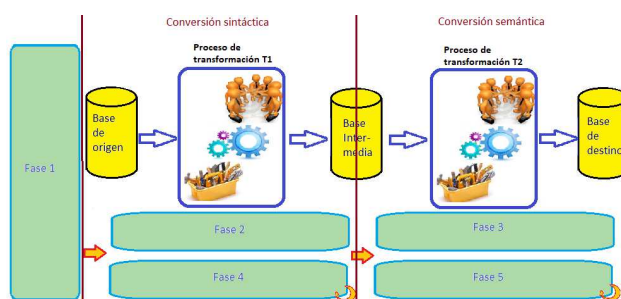 Conversión sintáctica
Conversión semántica
Proceso de
transformación T1
Proceso de
transformación T2
Base
de
origen
Base
Inter-
media
Base
de
destino
Fase 1
Fase 2
Fase 3
Fase 4
Fase 5